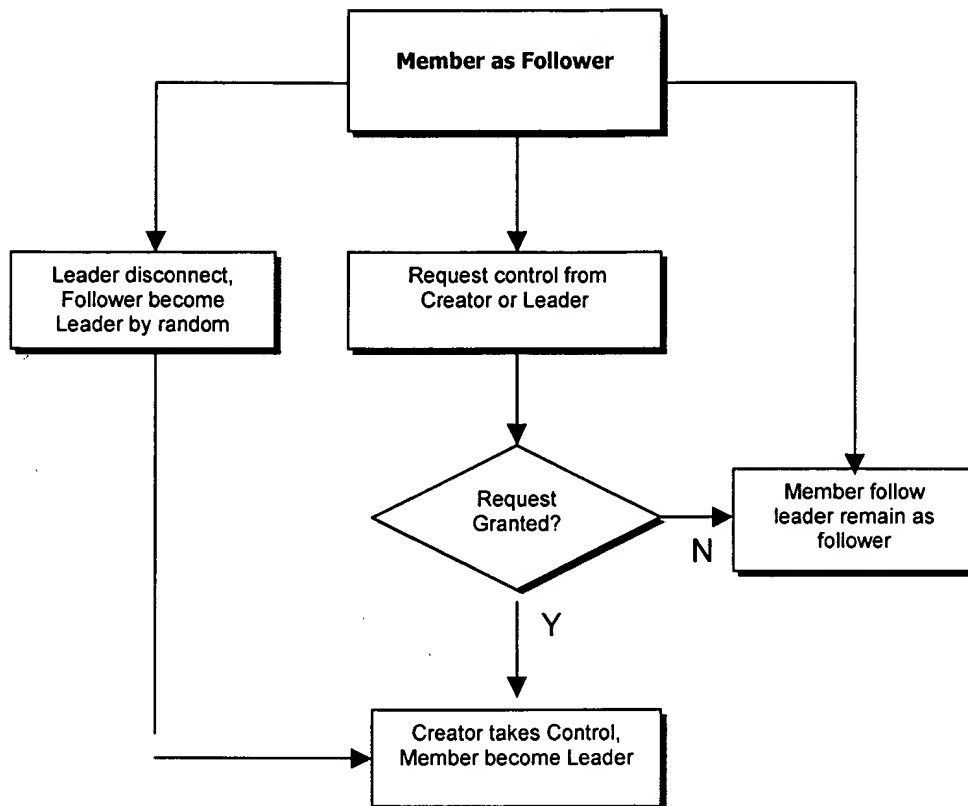 Member as Follower
Leader disconnect,
Follower become
Leader by random
Request control from
Creator or Leader
Request
Granted?
N
Member follow
leader remain as
follower
Y
Creator takes Control,
Member become Leader